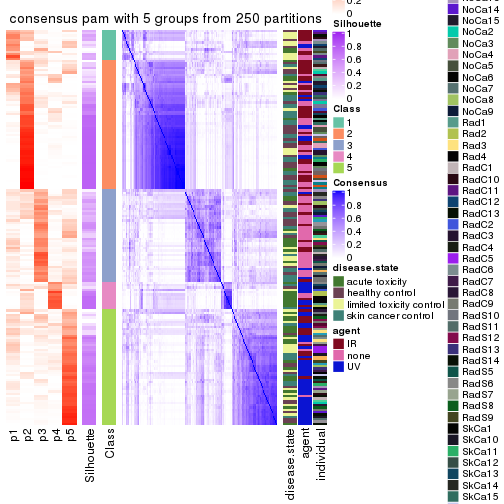 consensus pam with 5 groups from 250 partitions
p1
p2
p3
p4
p5
Silhouette
Class
disease.state
agent
individual
0.2
0
Silhouette
1
0.8
0.6
0.4
0.2
0
Class
1
2
3
4
5
Consensus
1
0.8
0.6
0.4
0.2
0
disease.state
acute toxicity
healthy control
limited toxicity control
skin cancer control
agent
IR
none
UV
NoCa14
NoCa15
NoCa2
NoCa3
NoCa4
NoCa5
NoCa6
NoCa7
NoCa8
NoCa9
Rad1
Rad2
Rad3
Rad4
RadC1
RadC10
RadC11
RadC12
RadC13
RadC2
RadC3
RadC4
RadC5
RadC6
RadC7
RadC8
RadC9
RadS10
RadS11
RadS12
RadS13
RadS14
RadS5
RadS6
RadS7
RadS8
RadS9
SkCa1
SkCa10
SkCa11
SkCa12
SkCa13
SkCa14
SkCa15